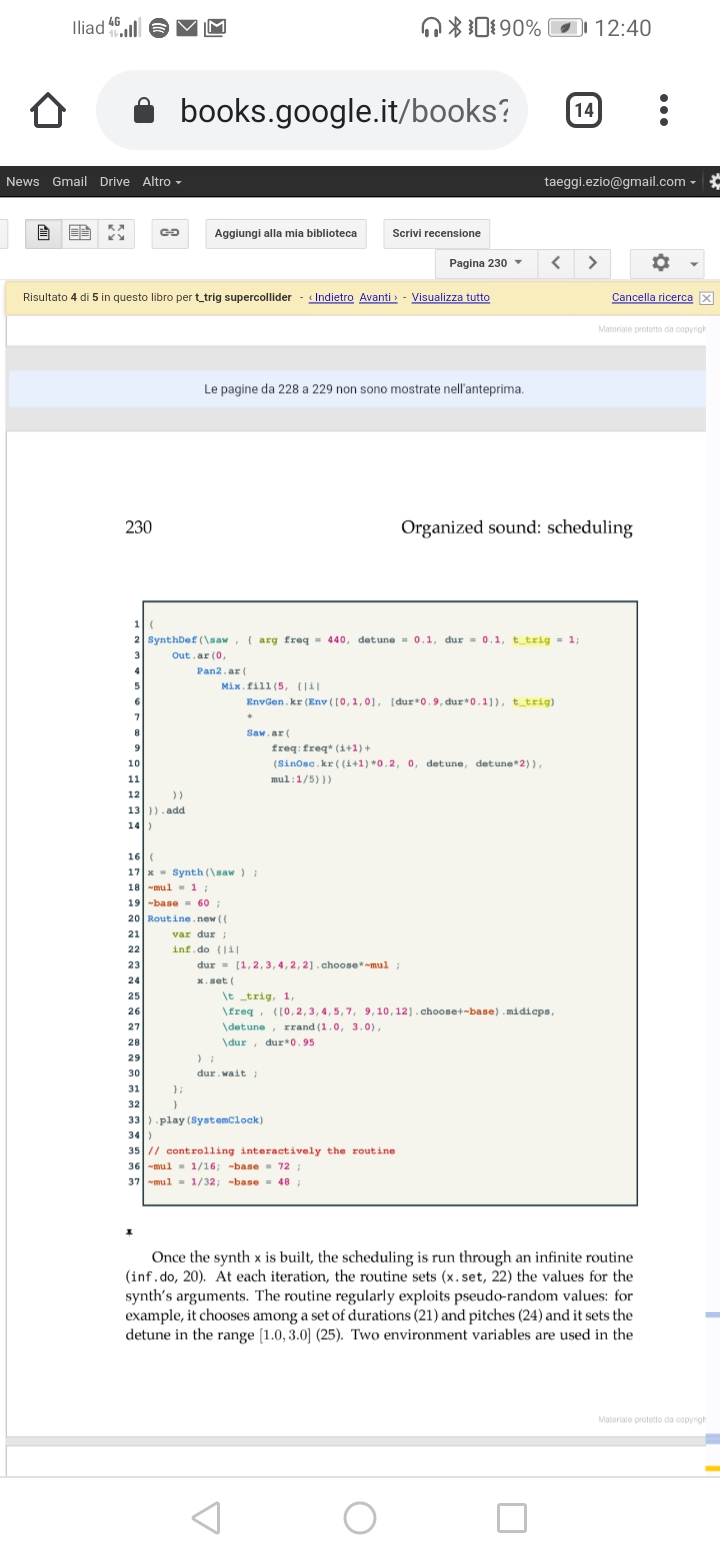 Iliad 4G 90% 12:40
books.google.it/books? 14
News Gmail Drive Altro taeggi.ezio@gmail.com
Aggiungi alla mia biblioteca Scrivi recensione
Pagina 230
Risultato 4 di 5 in questo libro per t_trig supercollider - ‹ Indietro Avanti › - Visualizza tutto Cancella ricerca
Materiale protetto da copyrigh
Le pagine da 228 a 229 non sono mostrate nell'anteprima.
230 Organized sound: scheduling
1 (
2 SynthDef(\saw , { arg freq = 440, detune = 0.1, dur = 0.1, t_trig = 1;
3 Out.ar(0,
4 Pan2.ar(
5 Mix.fill(5, {|i|
6 EnvGen.kr(Env([0,1,0], [dur*0.9,dur*0.1]), t_trig)
7 *
8 Saw.ar(
9 freq:freq*(i+1)+
10 (SinOsc.kr((i+1)*0.2, 0, detune, detune*2)),
11 mul:1/5)})
12 ))
13 }).add
14 )
16 (
17 x = Synth(\saw ) ;
18 ~mul = 1 ;
19 ~base = 60 ;
20 Routine.new({
21 var dur ;
22 inf.do {|i|
23 dur = [1,2,3,4,2,2].choose*~mul ;
24 x.set(
25 \t _trig, 1,
26 \freq , ([0,2,3,4,5,7, 9,10,12].choose+~base).midicps,
27 \detune , rrand(1.0, 3.0),
28 \dur , dur*0.95
29 ) ;
30 dur.wait ;
31 };
32 }
33 ).play(SystemClock)
34 )
35 // controlling interactively the routine
36 ~mul = 1/16; ~base = 72 ;
37 ~mul = 1/32; ~base = 48 ;
Once the synth x is built, the scheduling is run through an infinite routine
(inf.do, 20). At each iteration, the routine sets (x.set, 22) the values for the
synth's arguments. The routine regularly exploits pseudo-random values: for
example, it chooses among a set of durations (21) and pitches (24) and it sets the
detune in the range [1.0, 3.0] (25). Two environment variables are used in the
Materiale protetto da copyrigh